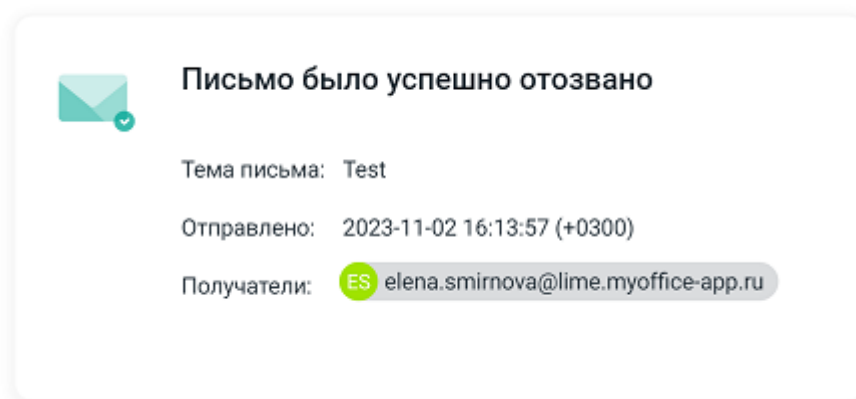 Письмо было успешно отозвано
Тема письма: Test
Отправлено: 2023-11-02 16:13:57 (+0300)
Получатели: ES elena.smirnova@lime.myoffice-app.ru